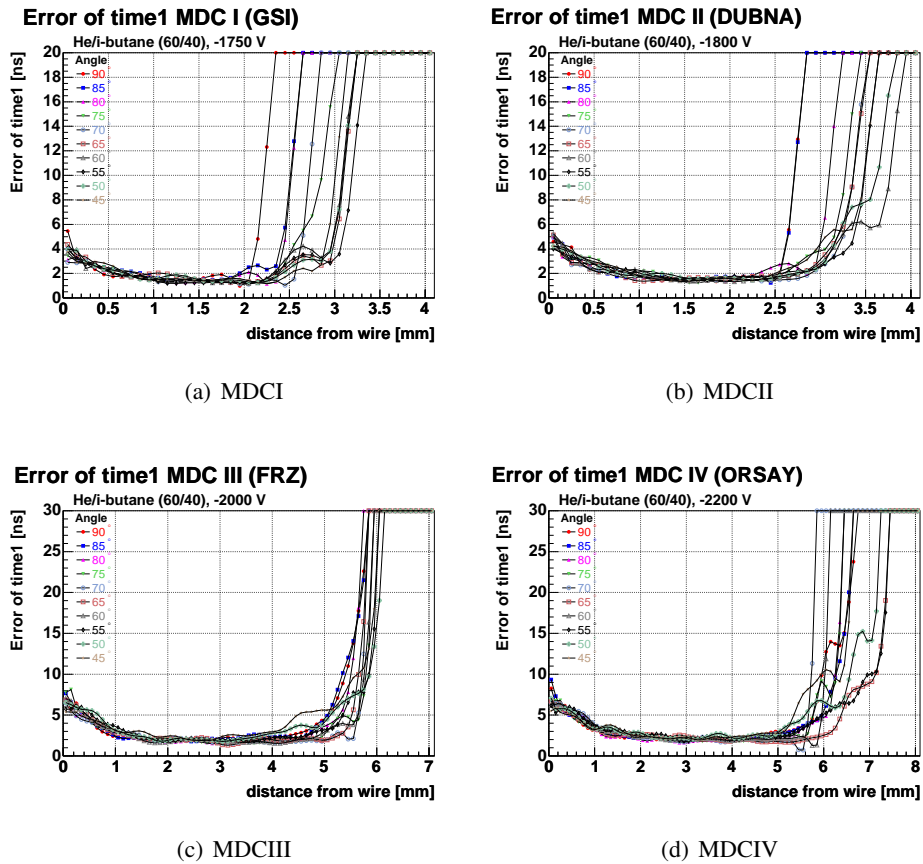 Error of time1 MDC I (GSI)
He/i-butane (60/40), -1750 V
Error of time1 [ns]
20
18
16
14
12
10
8
6
4
2
0
Angle
90°
85°
80°
75°
70°
65°
60°
55°
50°
45°
0 0.5 1 1.5 2 2.5 3 3.5 4
distance from wire [mm]
(a) MDCI
Error of time1 MDC II (DUBNA)
He/i-butane (60/40), -1800 V
Error of time1 [ns]
20
18
16
14
12
10
8
6
4
2
0
Angle
90°
85°
80°
75°
70°
65°
60°
55°
50°
45°
0 0.5 1 1.5 2 2.5 3 3.5 4
distance from wire [mm]
(b) MDCII
Error of time1 MDC III (FRZ)
He/i-butane (60/40), -2000 V
Error of time1 [ns]
30
25
20
15
10
5
0
Angle
90°
85°
80°
75°
70°
65°
60°
55°
50°
45°
0 1 2 3 4 5 6 7
distance from wire [mm]
(c) MDCIII
Error of time1 MDC IV (ORSAY)
He/i-butane (60/40), -2200 V
Error of time1 [ns]
30
25
20
15
10
5
0
Angle
90°
85°
80°
75°
70°
65°
60°
55°
50°
45°
0 1 2 3 4 5 6 7 8
distance from wire [mm]
(d) MDCIV